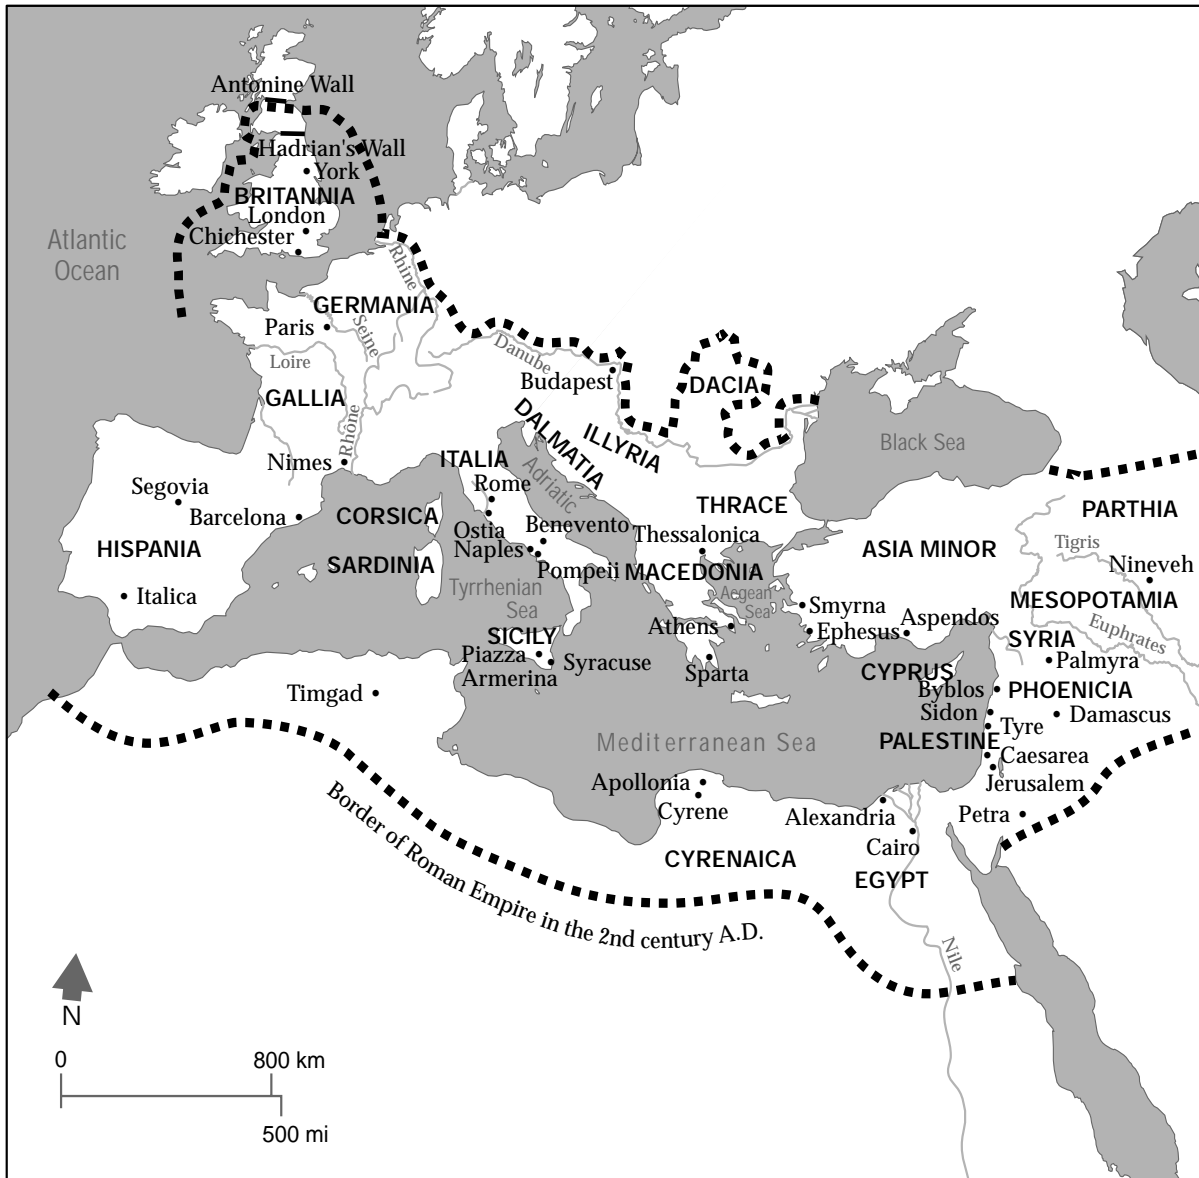 Antonine Wall
Hadrian's Wall
York
BRITANNIA
London
Chichester
Atlantic
Ocean
Rhine
GERMANIA
Paris
Seine
Loire
Danube
Budapest
DACIA
GALLIA
Rhône
DALMATIA
ILLYRIA
Black Sea
Nimes
ITALIA
Rome
Adriatic
Segovia
Barcelona
CORSICA
Ostia
Benevento
THRACE
PARTHIA
Thessalonica
HISPANIA
SARDINIA
Naples
Pompeii
MACEDONIA
ASIA MINOR
Tigris
Nineveh
Italica
Tyrrhenian
Sea
Aegean
Sea
Smyrna
MESOPOTAMIA
Athens
Ephesus
Aspendos
SYRIA
Euphrates
SICILY
Piazza
Armerina
Syracuse
Sparta
CYPRUS
Palmyra
Timgad
Byblos
PHOENICIA
Sidon
Damascus
Tyre
Mediterranean Sea
PALESTINE
Caesarea
Jerusalem
Apollonia
Cyrene
Alexandria
Petra
Cairo
CYRENAICA
EGYPT
Border of Roman Empire in the 2nd century A.D.
Nile
N
0
800 km
500 mi